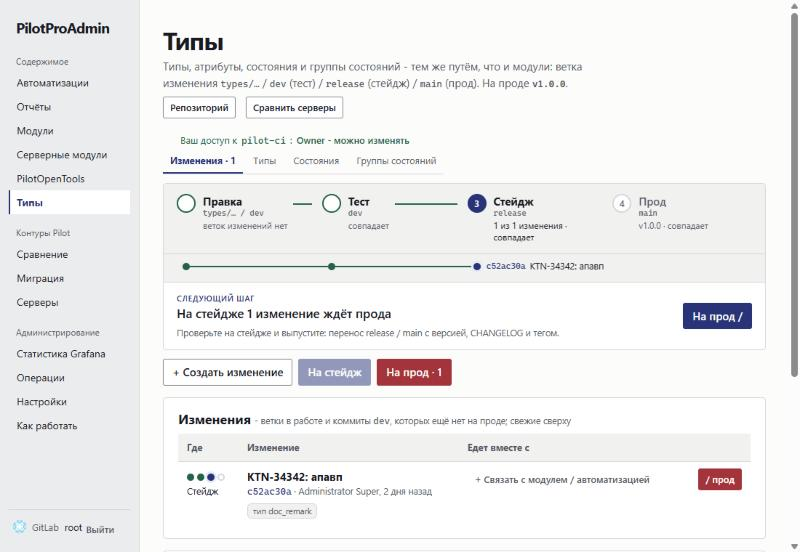 PilotProAdmin
Содержимое
Автоматизации
Отчёты
Модули
Серверные модули
PilotOpenTools
Типы
Контуры Pilot
Сравнение
Миграция
Серверы
Администрирование
Статистика Grafana
Операции
Настройки
Как работать
GitLab root Выйти
Типы
Типы, атрибуты, состояния и группы состояний - тем же путём, что и модули: ветка
изменения types/… / dev (тест) / release (стейдж) / main (прод). На проде v1.0.0.
Репозиторий Сравнить серверы
Ваш доступ к pilot-ci : Owner - можно изменять
Изменения · 1 Типы Состояния Группы состояний
Правка
types/… / dev
веток изменений нет
Тест
dev
совпадает
3 Стейдж
release
1 из 1 изменения ·
совпадает
4 Прод
main
v1.0.0 · совпадает
c52ac30a KTN-34342: апавп
СЛЕДУЮЩИЙ ШАГ
На стейдже 1 изменение ждёт прода
Проверьте на стейдже и выпустите: перенос release / main с версией, CHANGELOG и тегом.
На прод /
+ Создать изменение На стейдж На прод · 1
Изменения - ветки в работе и коммиты dev, которых ещё нет на проде; свежие сверху
Где Изменение Едет вместе с
Стейдж
KTN-34342: апавп
c52ac30a · Administrator Super, 2 дня назад
тип doc_remark
+ Связать с модулем / автоматизацией
/ прод